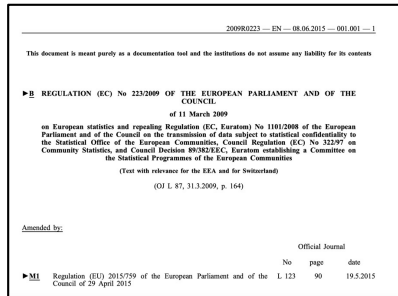 2009R0223 — EN — 08.06.2015 — 001.001 — 1
This document is meant purely as a documentation tool and the institutions do not assume any liability for its contents
►B REGULATION (EC) No 223/2009 OF THE EUROPEAN PARLIAMENT AND OF THE
COUNCIL
of 11 March 2009
on European statistics and repealing Regulation (EC, Euratom) No 1101/2008 of the European
Parliament and of the Council on the transmission of data subject to statistical confidentiality to
the Statistical Office of the European Communities, Council Regulation (EC) No 322/97 on
Community Statistics, and Council Decision 89/382/EEC, Euratom establishing a Committee on
the Statistical Programmes of the European Communities
(Text with relevance for the EEA and for Switzerland)
(OJ L 87, 31.3.2009, p. 164)
Amended by:
Official Journal
No page date
►M1 Regulation (EU) 2015/759 of the European Parliament and of the L 123 90 19.5.2015
Council of 29 April 2015